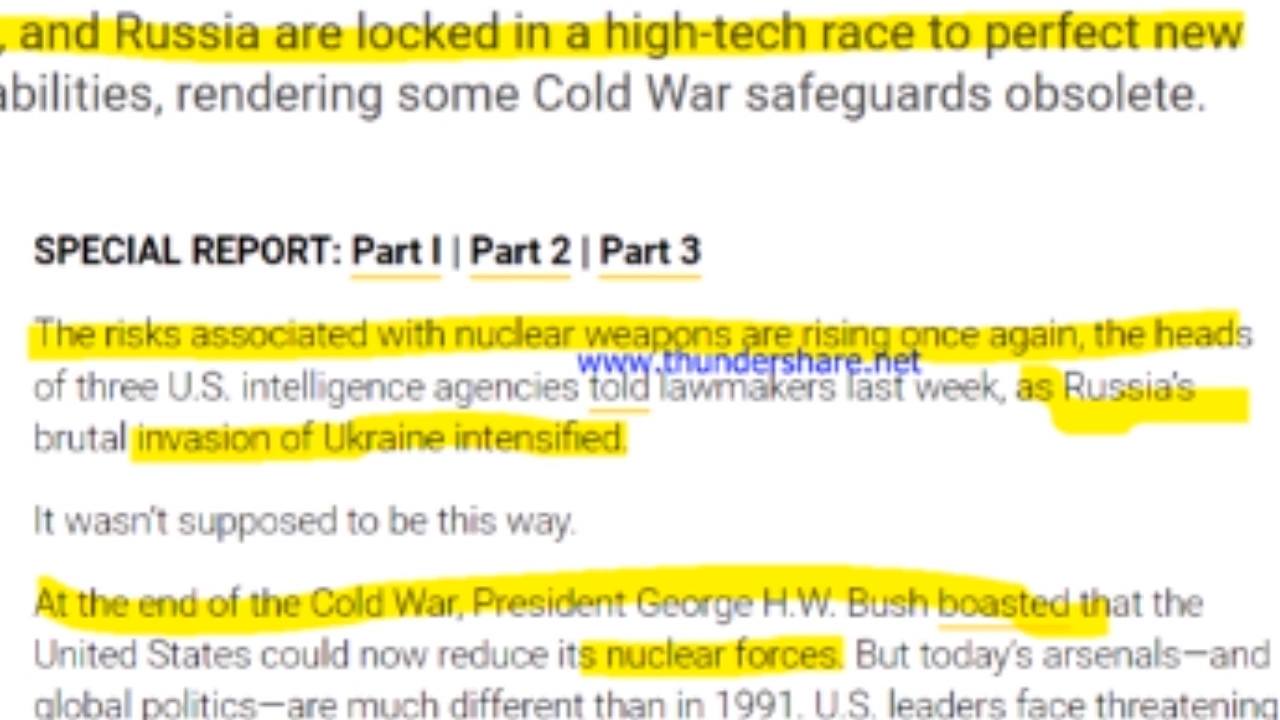 , and Russia are locked in a high-tech race to perfect new
abilities, rendering some Cold War safeguards obsolete.
SPECIAL REPORT: Part I | Part 2 | Part 3
The risks associated with nuclear weapons are rising once again, the heads
www.thundershare.net
of three U.S. intelligence agencies told lawmakers last week, as Russia's
brutal invasion of Ukraine intensified.
It wasn't supposed to be this way.
At the end of the Cold War, President George H.W. Bush boasted that the
United States could now reduce its nuclear forces. But today's arsenals—and
global politics—are much different than in 1991. U.S. leaders face threatening